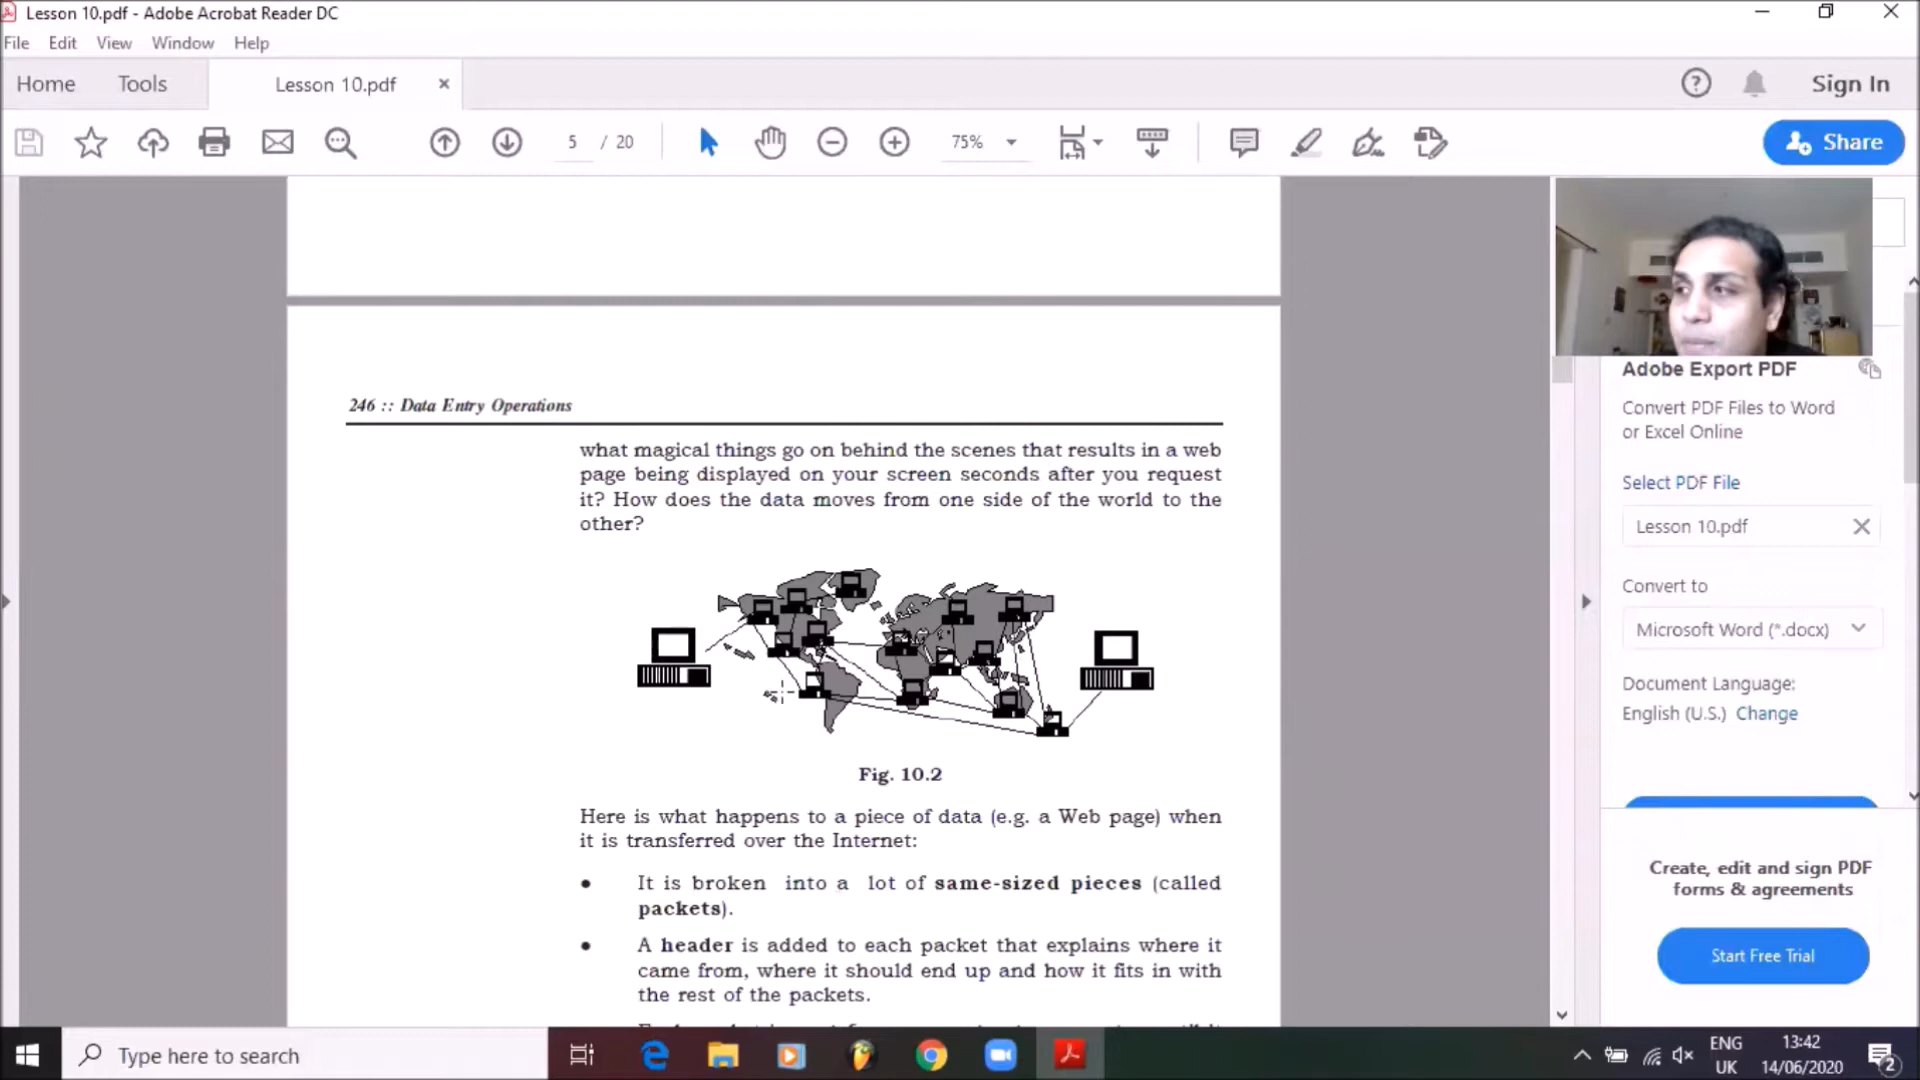 Lesson 10.pdf - Adobe Acrobat Reader DC
File Edit View Window Help
Home Tools Lesson 10.pdf Sign In
5 / 20 75% Share
246 :: Data Entry Operations
what magical things go on behind the scenes that results in a web
page being displayed on your screen seconds after you request
it? How does the data moves from one side of the world to the
other?
Fig. 10.2
Here is what happens to a piece of data (e.g. a Web page) when
it is transferred over the Internet:
• It is broken into a lot of same-sized pieces (called
packets).
• A header is added to each packet that explains where it
came from, where it should end up and how it fits in with
the rest of the packets.
Adobe Export PDF
Convert PDF Files to Word
or Excel Online
Select PDF File
Lesson 10.pdf
Convert to
Microsoft Word (*.docx)
Document Language:
English (U.S.) Change
Create, edit and sign PDF
forms & agreements
Start Free Trial
Type here to search
ENG
UK
13:42
14/06/2020
2